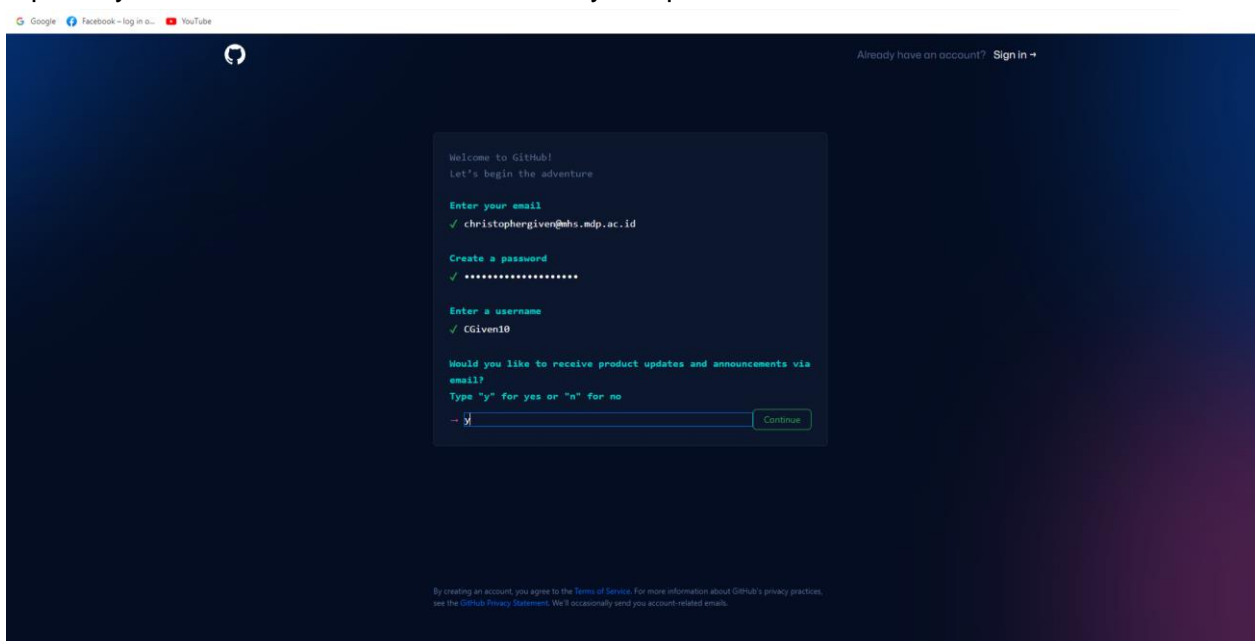 Google Facebook – log in o... YouTube
Already have an account? Sign in →
Welcome to GitHub!
Let's begin the adventure
Enter your email
✓ christophergiven@mhs.mdp.ac.id
Create a password
✓ ••••••••••••••••••••
Enter a username
✓ CGiven10
Would you like to receive product updates and announcements via
email?
Type "y" for yes or "n" for no
→ y Continue
By creating an account, you agree to the Terms of Service. For more information about GitHub's privacy practices,
see the GitHub Privacy Statement. We'll occasionally send you account-related emails.